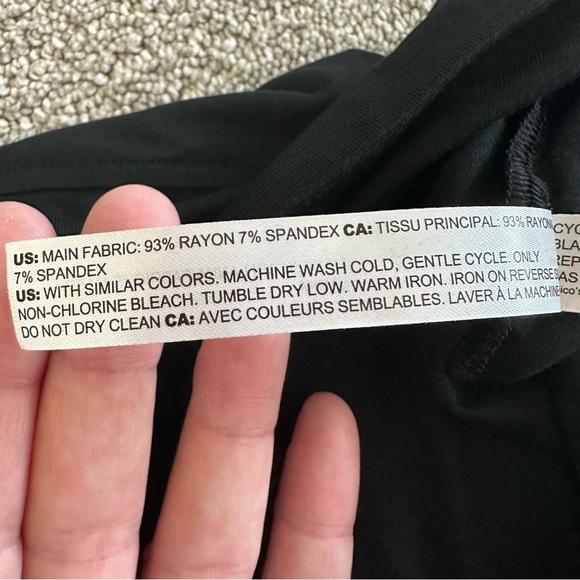 US: MAIN FABRIC: 93% RAYON 7% SPANDEX CA: TISSU PRINCIPAL: 93% RAYON
7% SPANDEX
US: WITH SIMILAR COLORS. MACHINE WASH COLD, GENTLE CYCLE. ONLY
NON-CHLORINE BLEACH. TUMBLE DRY LOW. WARM IRON. IRON ON REVERSE
DO NOT DRY CLEAN CA: AVEC COULEURS SEMBLABLES. LAVER À LA MACHINE